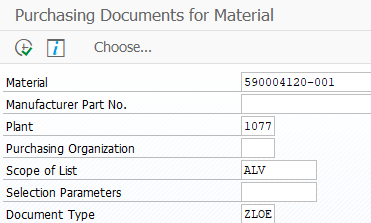 Purchasing Documents for Material
Choose...
Material 590004120-001
Manufacturer Part No.
Plant 1077
Purchasing Organization
Scope of List ALV
Selection Parameters
Document Type ZLOE